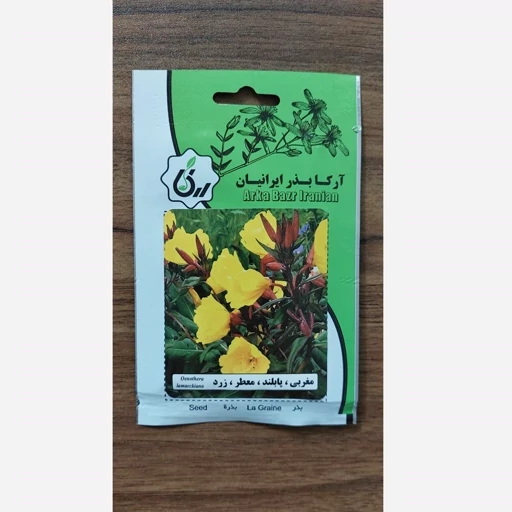 آرکا بذر ایرانیان
Arka Bazr Iranian
مغربی ، پابلند ، معطر ، زرد
Oenothera
lamarckiana
Seed بذرة La Graine بذر